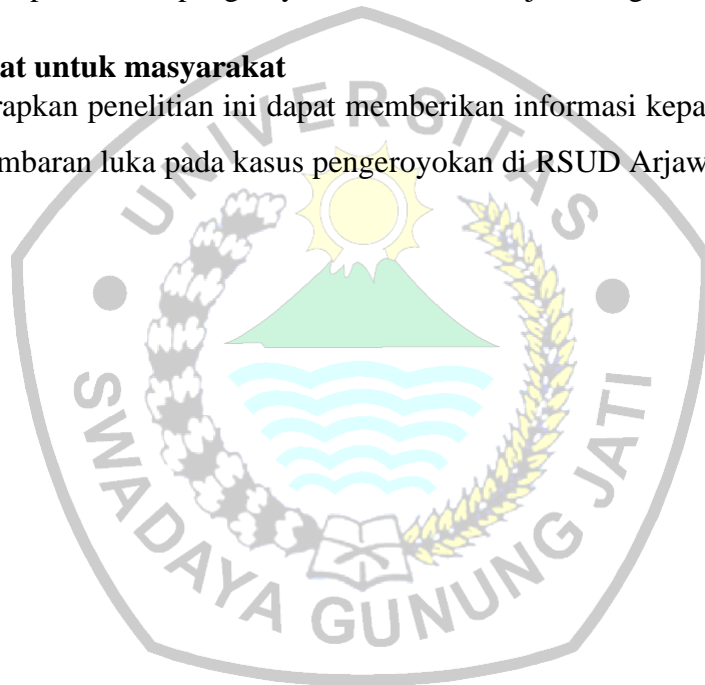 at untuk masyarakat
rapkan penelitian ini dapat memberikan informasi kepa
mbaran luka pada kasus pengeroyokan di RSUD Arjaw
UNIVERSITAS
SWADAYA GUNUNG JATI